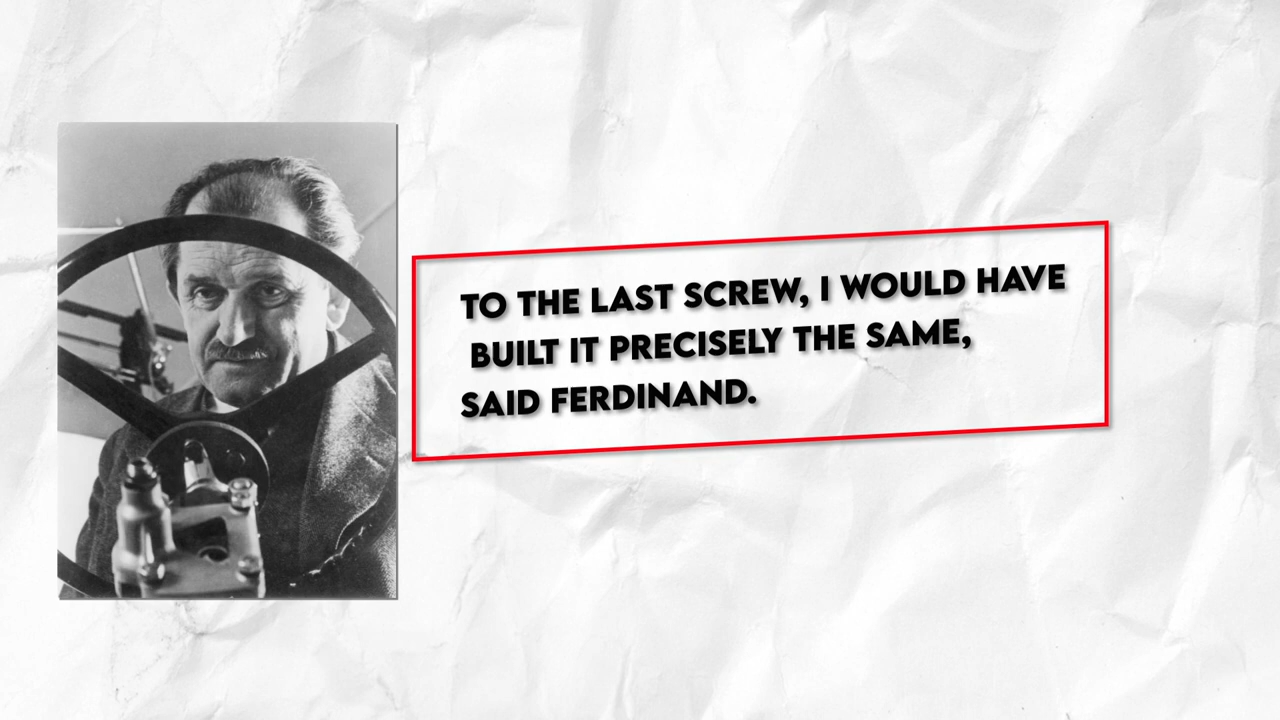 TO THE LAST SCREW, I WOULD HAVE
BUILT IT PRECISELY THE SAME,
SAID FERDINAND.